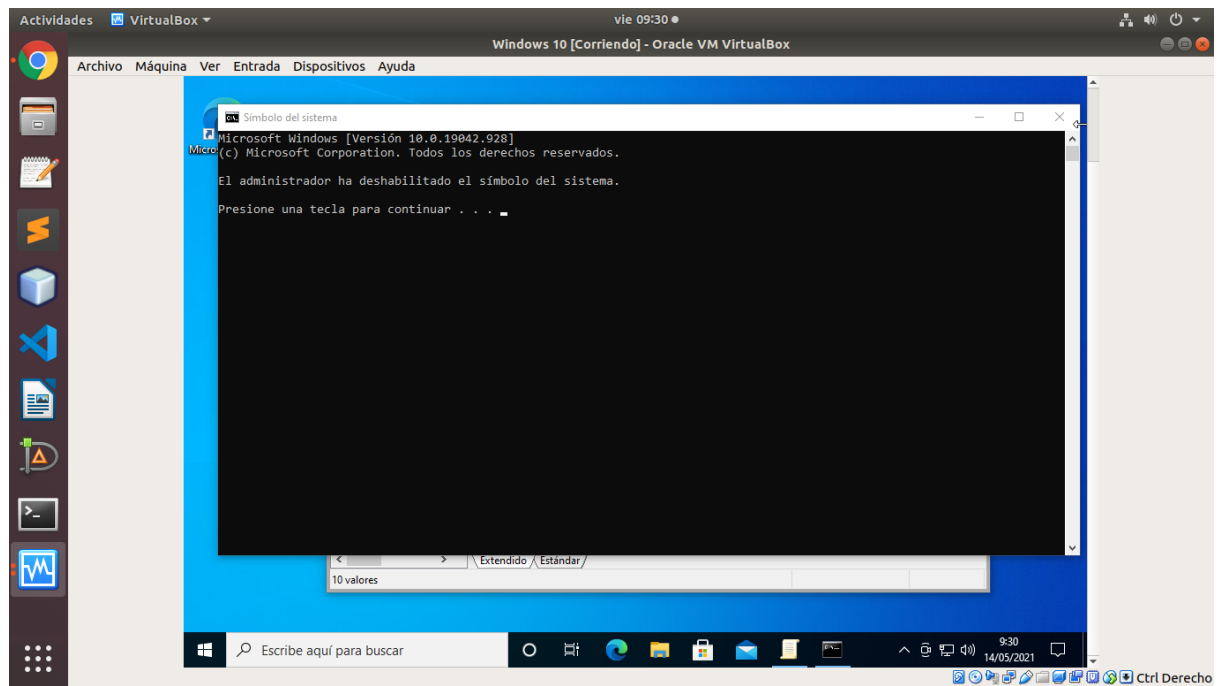 Actividades VirtualBox vie 09:30
Windows 10 [Corriendo] - Oracle VM VirtualBox
Archivo Máquina Ver Entrada Dispositivos Ayuda
Símbolo del sistema
Microsoft Windows [Versión 10.0.19042.928]
(c) Microsoft Corporation. Todos los derechos reservados.
El administrador ha deshabilitado el símbolo del sistema.
Presione una tecla para continuar . . .
Extendido Estándar
10 valores
Escribe aquí para buscar
9:30
14/05/2021
Ctrl Derecho